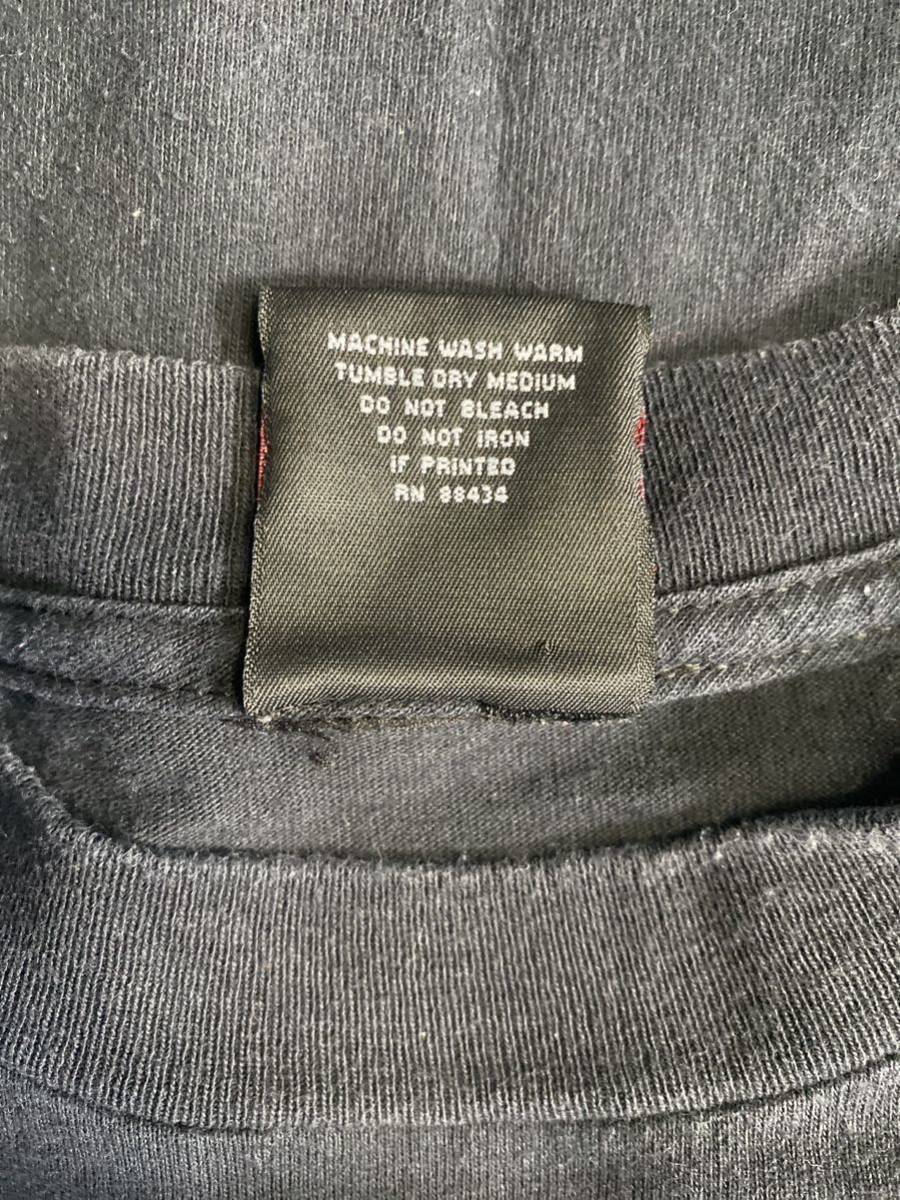 MACHINE WASH WARM
TUMBLE DRY MEDIUM
DO NOT BLEACH
DO NOT IRON
IF PRINTED
RN 88434